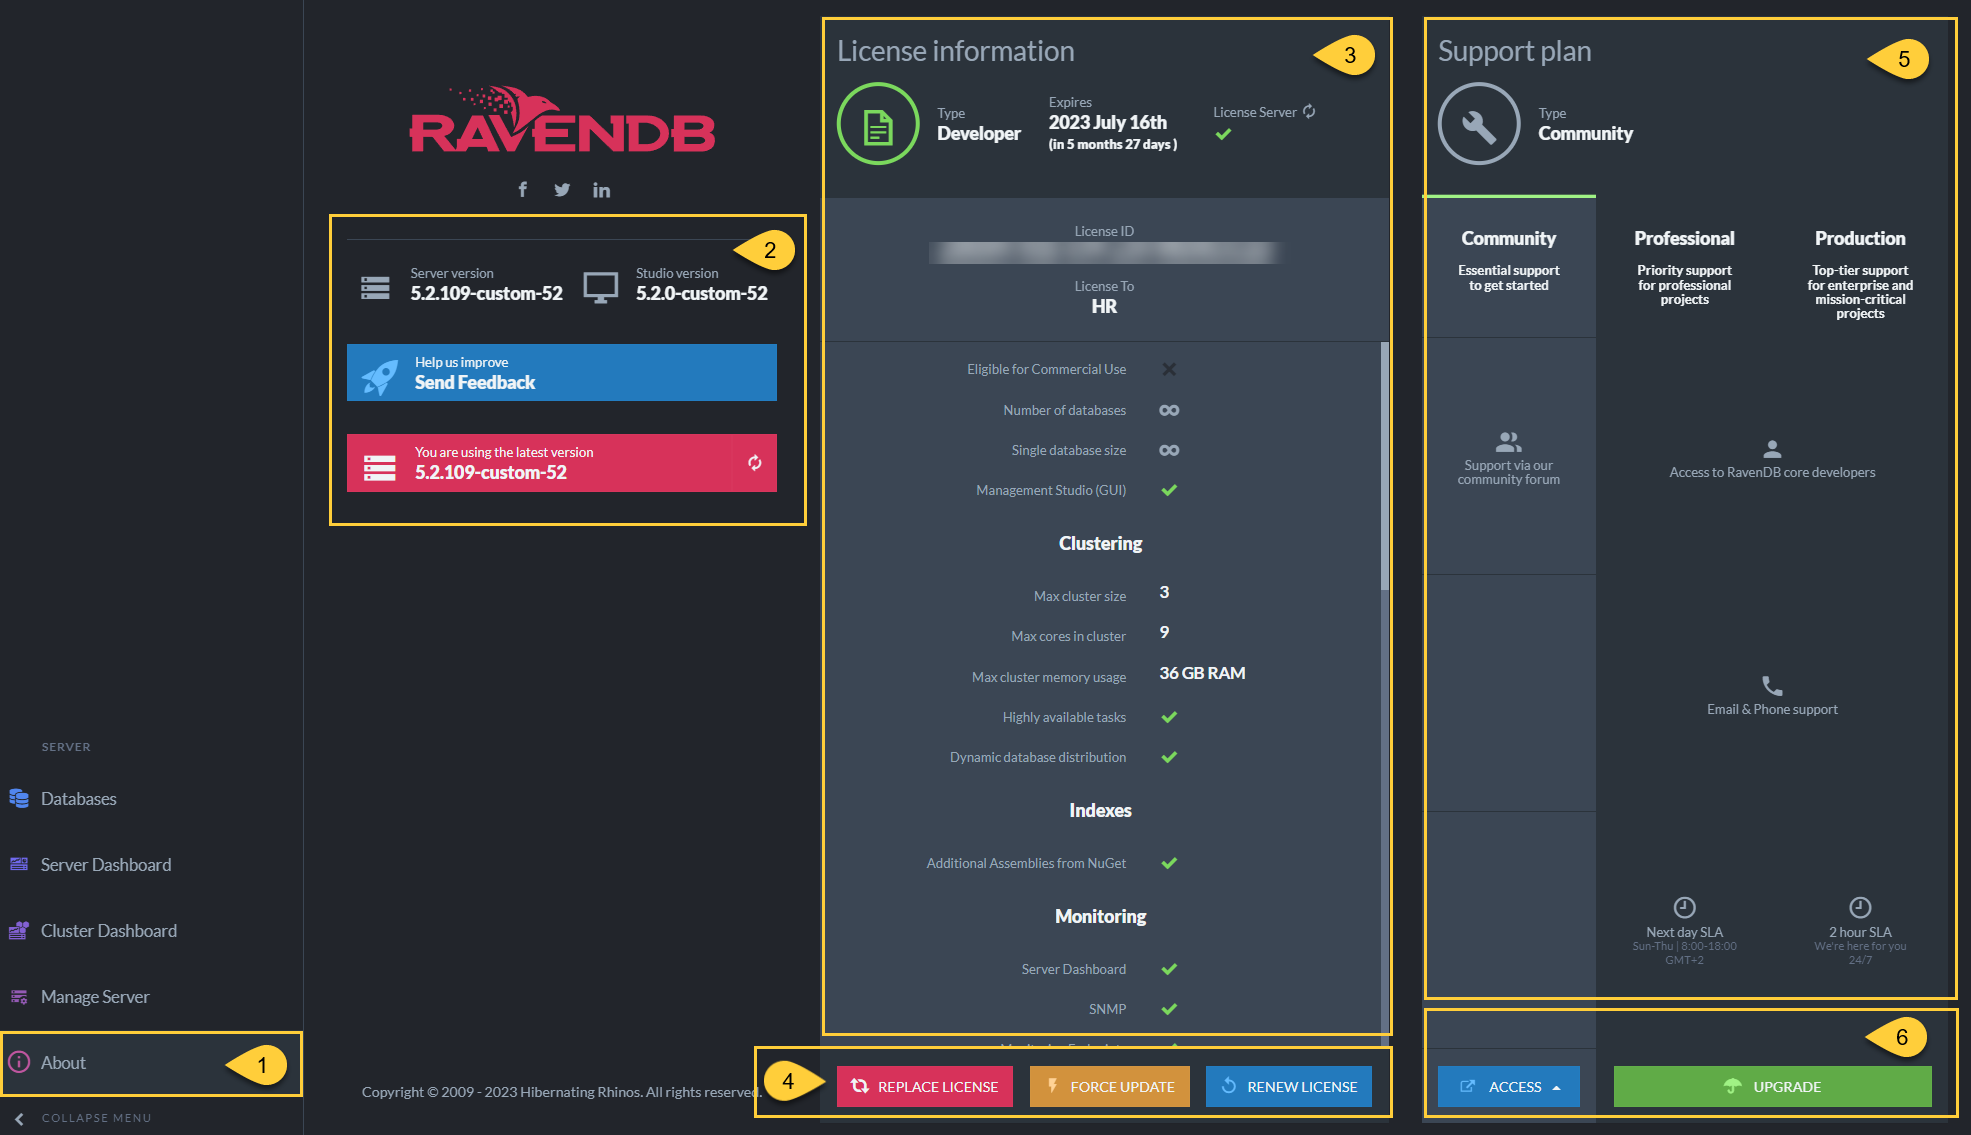 SERVER
Databases
Server Dashboard
Cluster Dashboard
Manage Server
About
1
COLLAPSE MENU
RAVENDB
2
Server version
5.2.109-custom-52
Studio version
5.2.0-custom-52
Help us improve
Send Feedback
You are using the latest version
5.2.109-custom-52
Copyright © 2009 - 2023 Hibernating Rhinos. All rights reserved.
License information
3
Type
Developer
Expires
2023 July 16th
(in 5 months 27 days )
License Server
License ID
License To
HR
Eligible for Commercial Use
Number of databases
Single database size
Management Studio (GUI)
Clustering
Max cluster size 3
Max cores in cluster 9
Max cluster memory usage 36 GB RAM
Highly available tasks
Dynamic database distribution
Indexes
Additional Assemblies from NuGet
Monitoring
Server Dashboard
SNMP
4
REPLACE LICENSE
FORCE UPDATE
RENEW LICENSE
Support plan
5
Type
Community
Community
Essential support
to get started
Professional
Priority support
for professional
projects
Production
Top-tier support
for enterprise and
mission-critical
projects
Support via our
community forum
Access to RavenDB core developers
Email & Phone support
Next day SLA
Sun-Thu | 8:00-18:00
GMT+2
2 hour SLA
We're here for you
24/7
6
ACCESS
UPGRADE